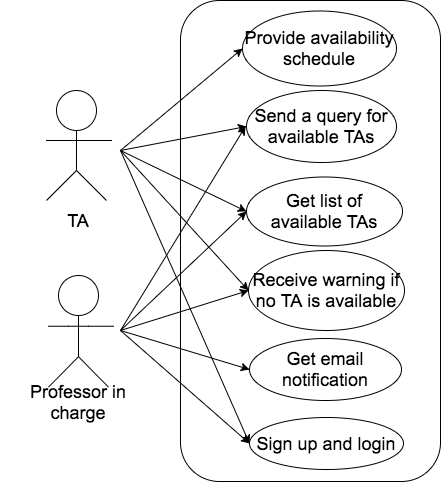 Provide availability
schedule
Send a query for
available TAs
TA
Get list of
available TAs
Receive warning if
no TA is available
Professor in
charge
Get email
notification
Sign up and login